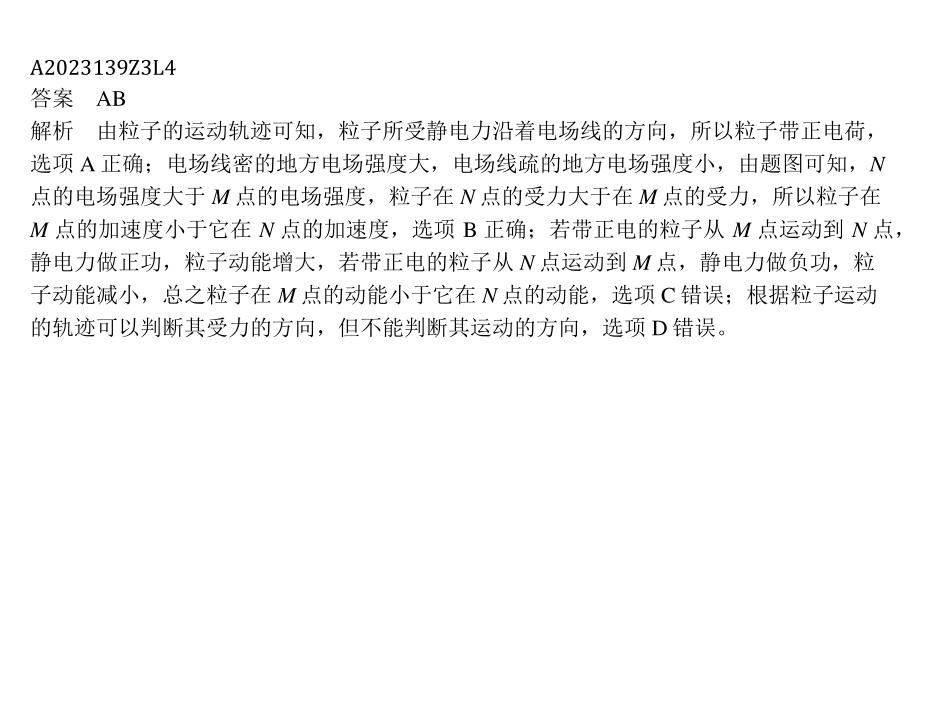 A2023139Z3L4
答案　AB
解析　由粒子的运动轨迹可知，粒子所受静电力沿着电场线的方向，所以粒子带正电荷，
选项 A 正确；电场线密的地方电场强度大，电场线疏的地方电场强度小，由题图可知，N
点的电场强度大于 M 点的电场强度，粒子在 N 点的受力大于在 M 点的受力，所以粒子在
M 点的加速度小于它在 N 点的加速度，选项 B 正确；若带正电的粒子从 M 点运动到 N 点，
静电力做正功，粒子动能增大，若带正电的粒子从 N 点运动到 M 点，静电力做负功，粒
子动能减小，总之粒子在 M 点的动能小于它在 N 点的动能，选项 C 错误；根据粒子运动
的轨迹可以判断其受力的方向，但不能判断其运动的方向，选项 D 错误。